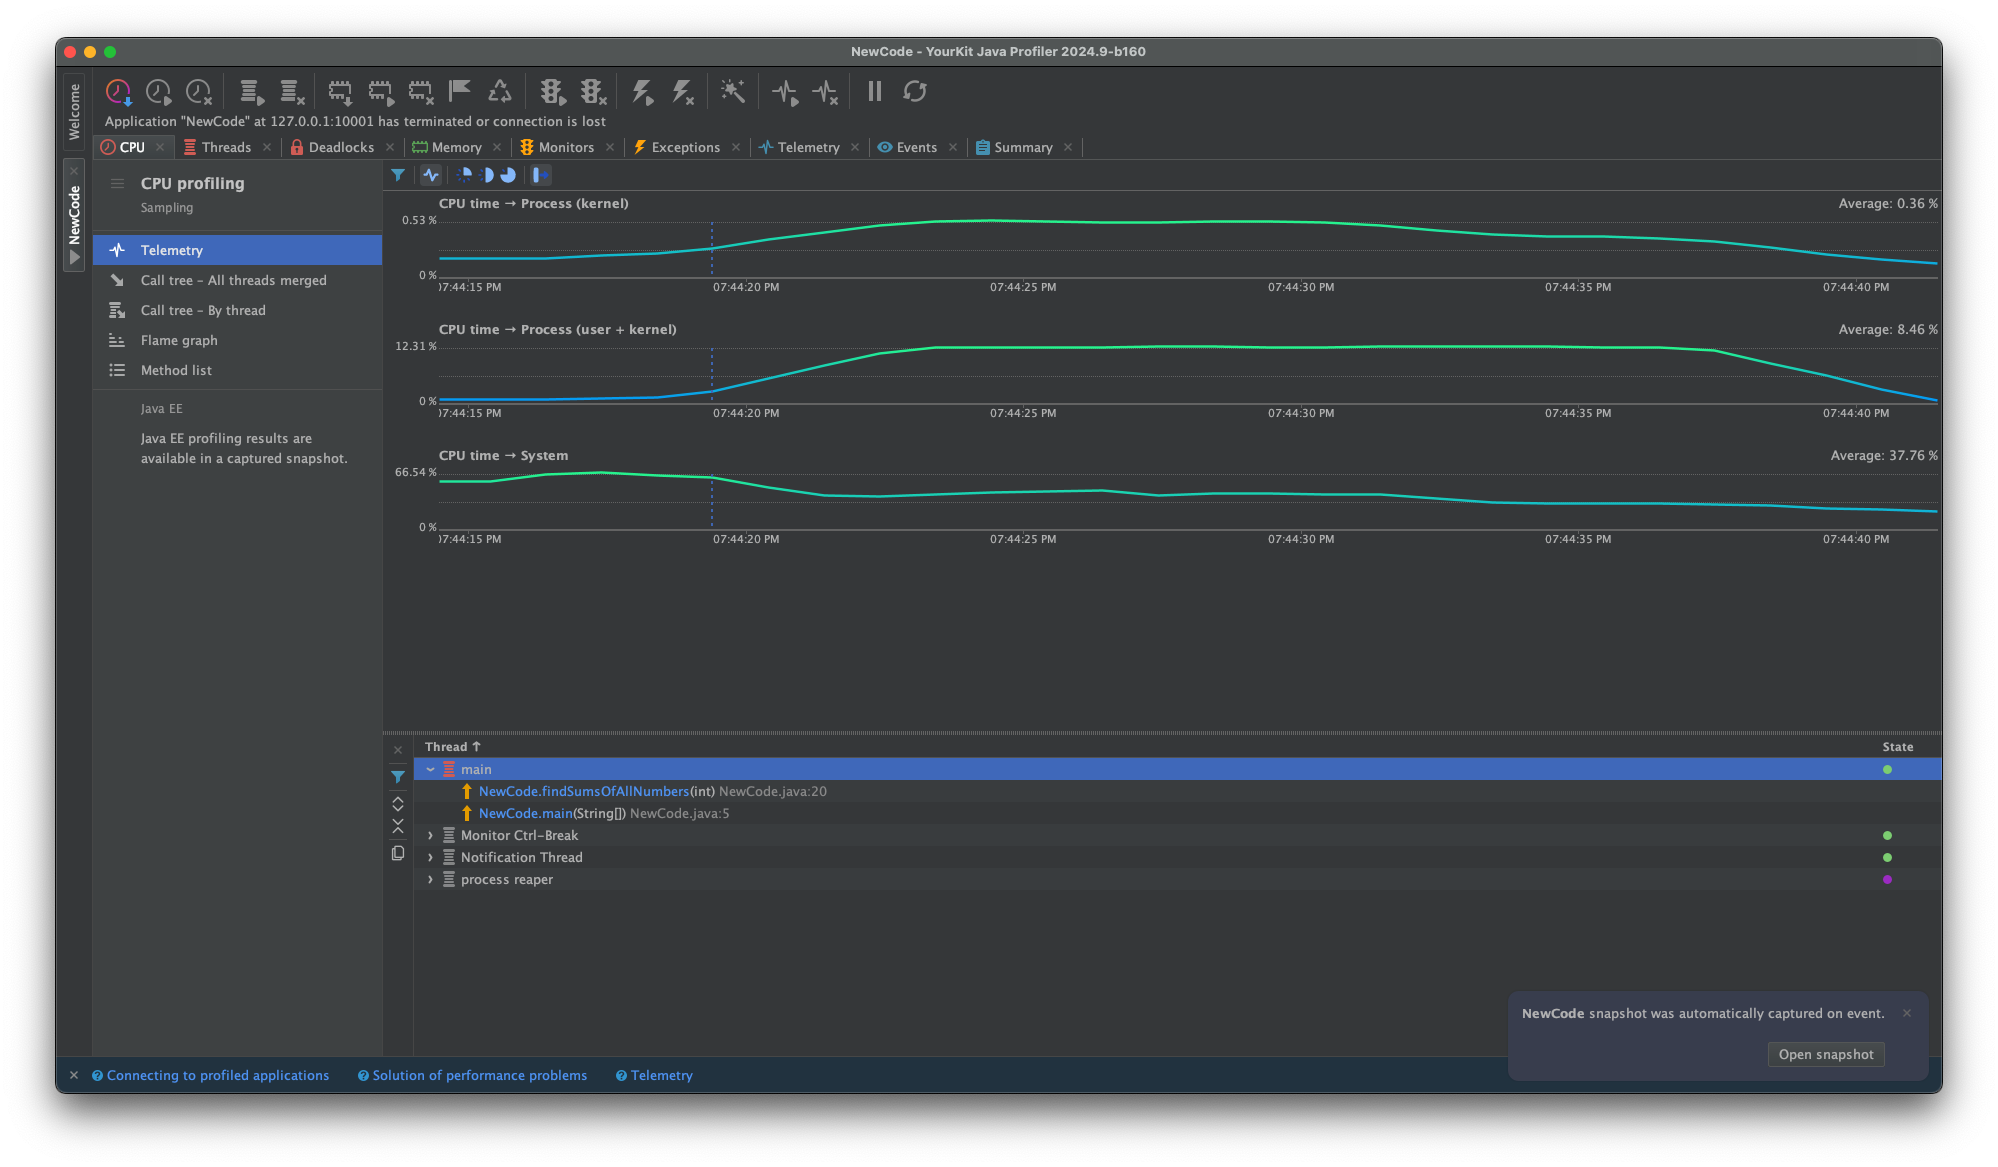 NewCode - YourKit Java Profiler 2024.9-b160
Welcome
NewCode
Application "NewCode" at 127.0.0.1:10001 has terminated or connection is lost
CPU
Threads
Deadlocks
Memory
Monitors
Exceptions
Telemetry
Events
Summary
CPU profiling
Sampling
Telemetry
Call tree – All threads merged
Call tree – By thread
Flame graph
Method list
Java EE
Java EE profiling results are
available in a captured snapshot.
CPU time → Process (kernel)
Average: 0.36 %
0.53 %
0 %
07:44:15 PM 07:44:20 PM 07:44:25 PM 07:44:30 PM 07:44:35 PM 07:44:40 PM
CPU time → Process (user + kernel)
Average: 8.46 %
12.31 %
0 %
07:44:15 PM 07:44:20 PM 07:44:25 PM 07:44:30 PM 07:44:35 PM 07:44:40 PM
CPU time → System
Average: 37.76 %
66.54 %
0 %
07:44:15 PM 07:44:20 PM 07:44:25 PM 07:44:30 PM 07:44:35 PM 07:44:40 PM
Thread ↑ State
main
NewCode.findSumsOfAllNumbers(int) NewCode.java:20
NewCode.main(String[]) NewCode.java:5
Monitor Ctrl-Break
Notification Thread
process reaper
NewCode snapshot was automatically captured on event.
Open snapshot
Connecting to profiled applications
Solution of performance problems
Telemetry